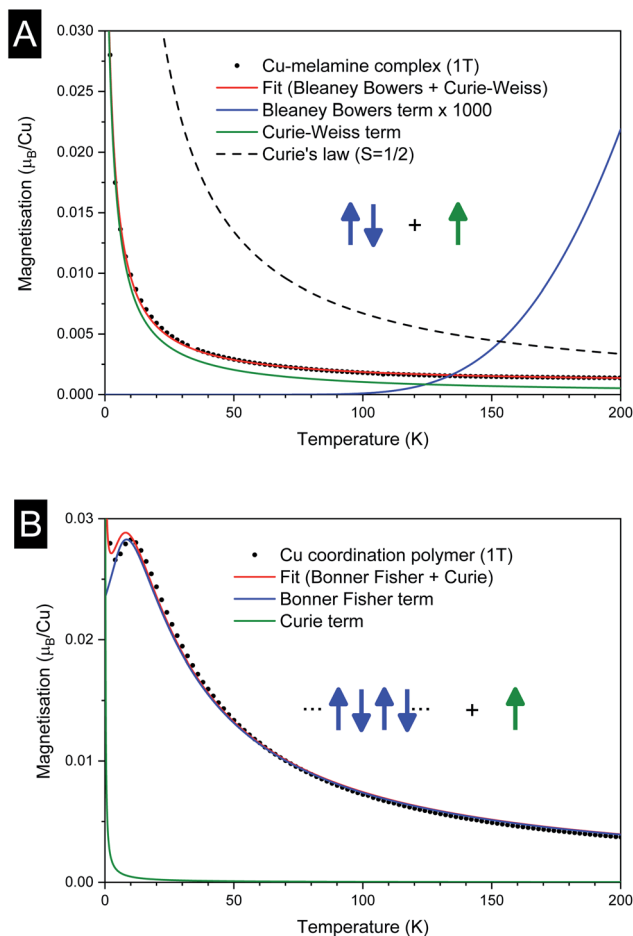 A
0.030
Cu-melamine complex (1T)
Fit (Bleaney Bowers + Curie-Weiss)
Bleaney Bowers term x 1000
Curie-Weiss term
Curie's law (S=1/2)
0.025
0.020
0.015
0.010
0.005
0.000
+
Magnetisation (μB/Cu)
0 50 100 150 200
Temperature (K)
B
0.03
Cu coordination polymer (1T)
Fit (Bonner Fisher + Curie)
Bonner Fisher term
Curie term
0.02
0.01
0.00
··· ··· +
Magnetisation (μB/Cu)
0 50 100 150 200
Temperature (K)